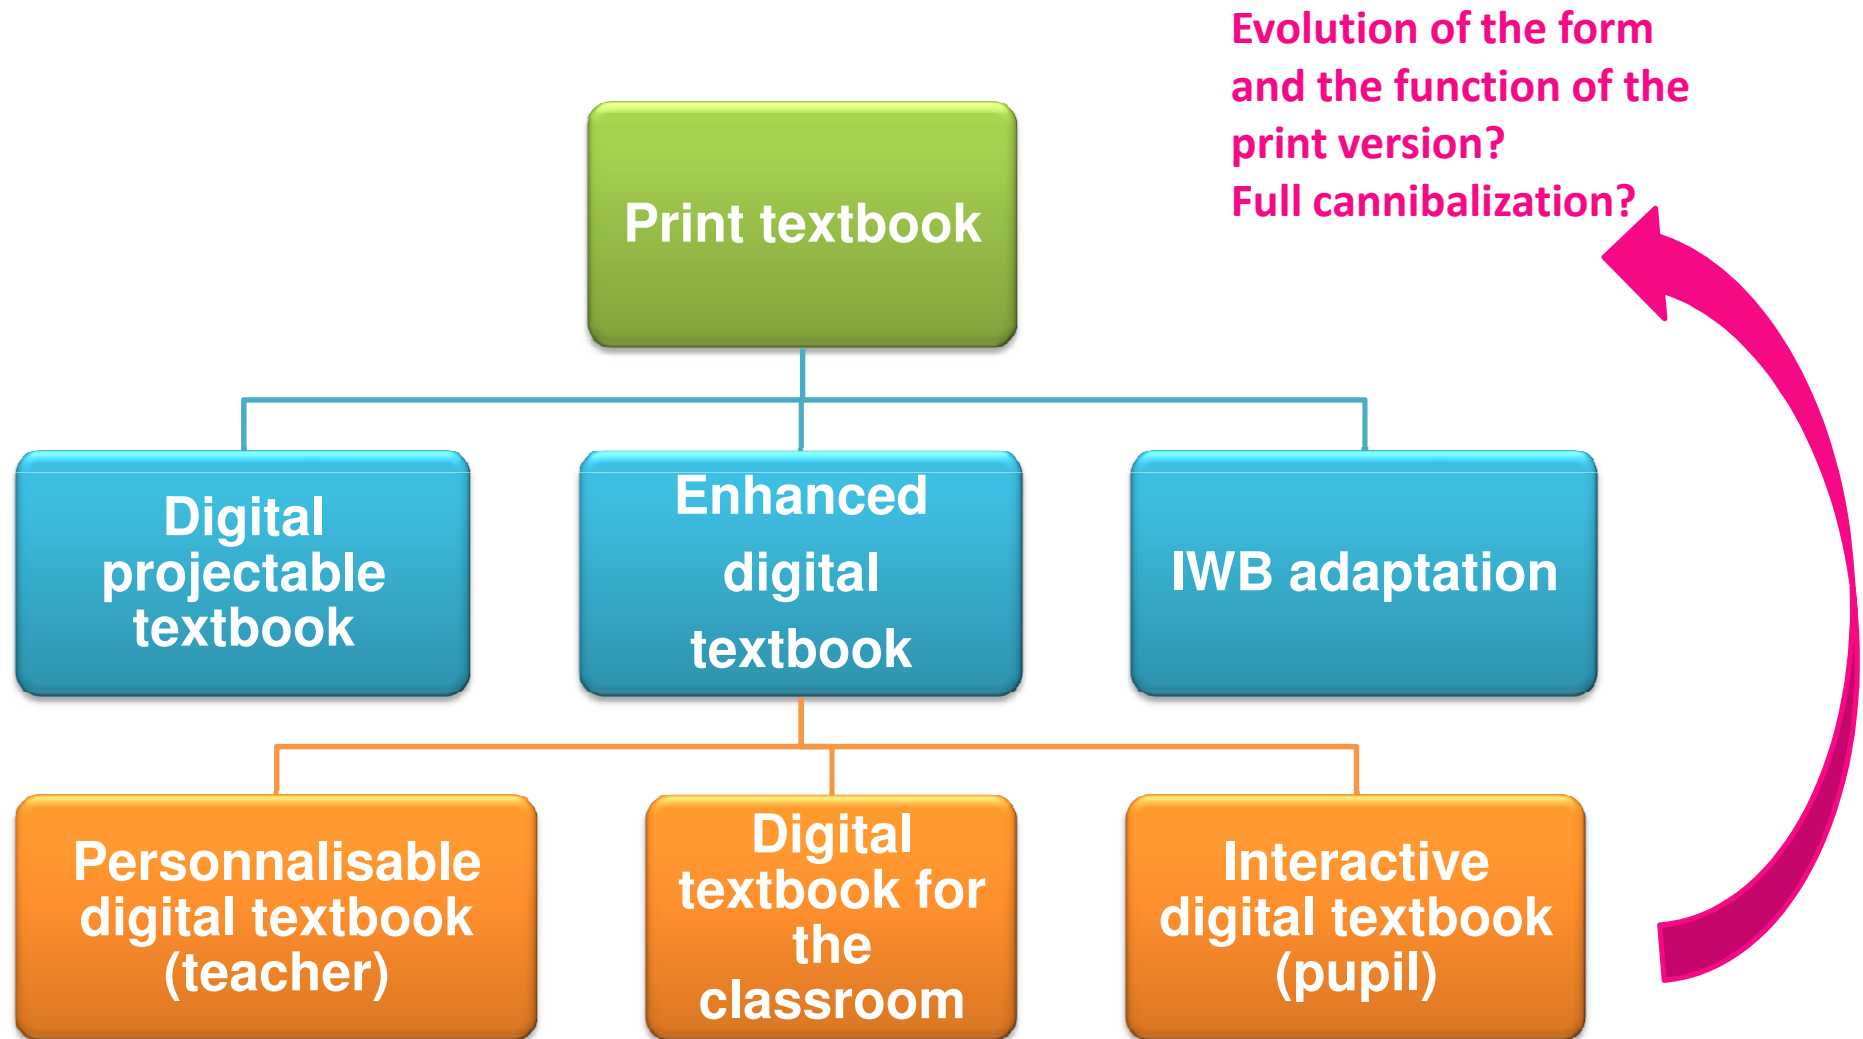 Evolution of the form
and the function of the
print version?
Full cannibalization?
Print textbook
Digital
projectable
textbook
Enhanced
digital
textbook
IWB adaptation
Personnalisable
digital textbook
(teacher)
Digital
textbook for
the
classroom
Interactive
digital textbook
(pupil)